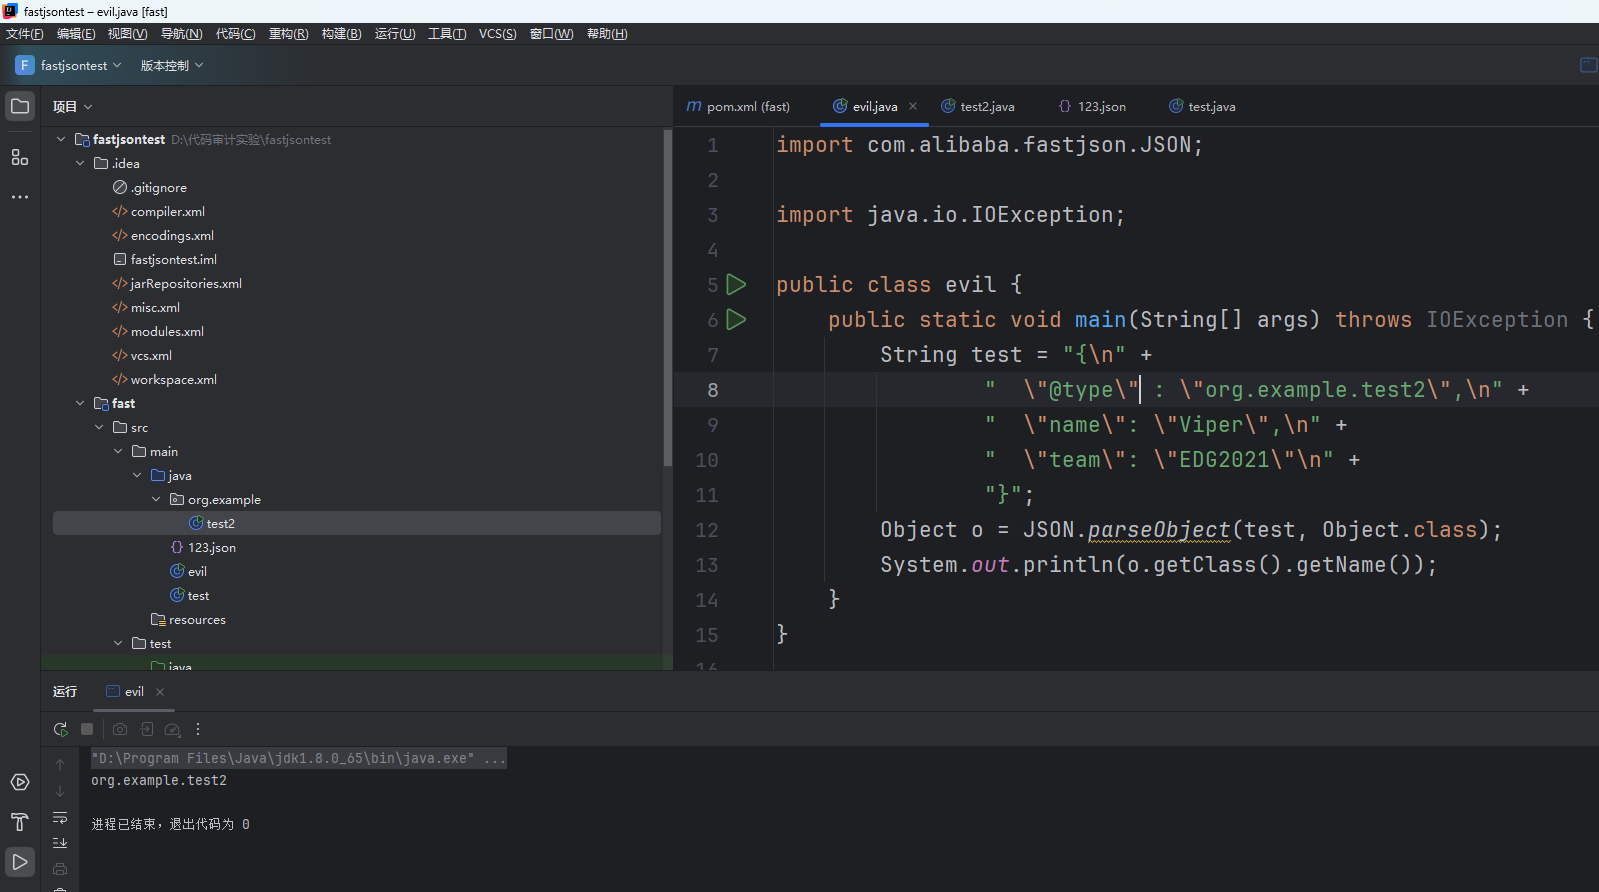 fastjsontest – evil.java [fast]
文件(F) 编辑(E) 视图(V) 导航(N) 代码(C) 重构(R) 构建(B) 运行(U) 工具(T) VCS(S) 窗口(W) 帮助(H)
F fastjsontest 版本控制
项目
fastjsontest D:\代码审计实验\fastjsontest
.idea
.gitignore
compiler.xml
encodings.xml
fastjsontest.iml
jarRepositories.xml
misc.xml
modules.xml
vcs.xml
workspace.xml
fast
src
main
java
org.example
test2
123.json
evil
test
resources
test
java
m pom.xml (fast) evil.java test2.java 123.json test.java
1 import com.alibaba.fastjson.JSON;
2
3 import java.io.IOException;
4
5 public class evil {
6 public static void main(String[] args) throws IOException {
7 String test = "{\n" +
8 "  \"@type\" : \"org.example.test2\",\n" +
9 "  \"name\": \"Viper\",\n" +
10 "  \"team\": \"EDG2021\"\n" +
11 "}";
12 Object o = JSON.parseObject(test, Object.class);
13 System.out.println(o.getClass().getName());
14 }
15 }
16
运行 evil
"D:\Program Files\Java\jdk1.8.0_65\bin\java.exe" ...
org.example.test2
进程已结束，退出代码为 0